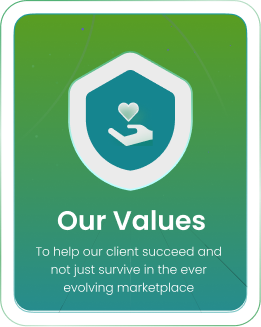 Our Values
To help our client succeed and
not just survive in the ever
evolving marketplace